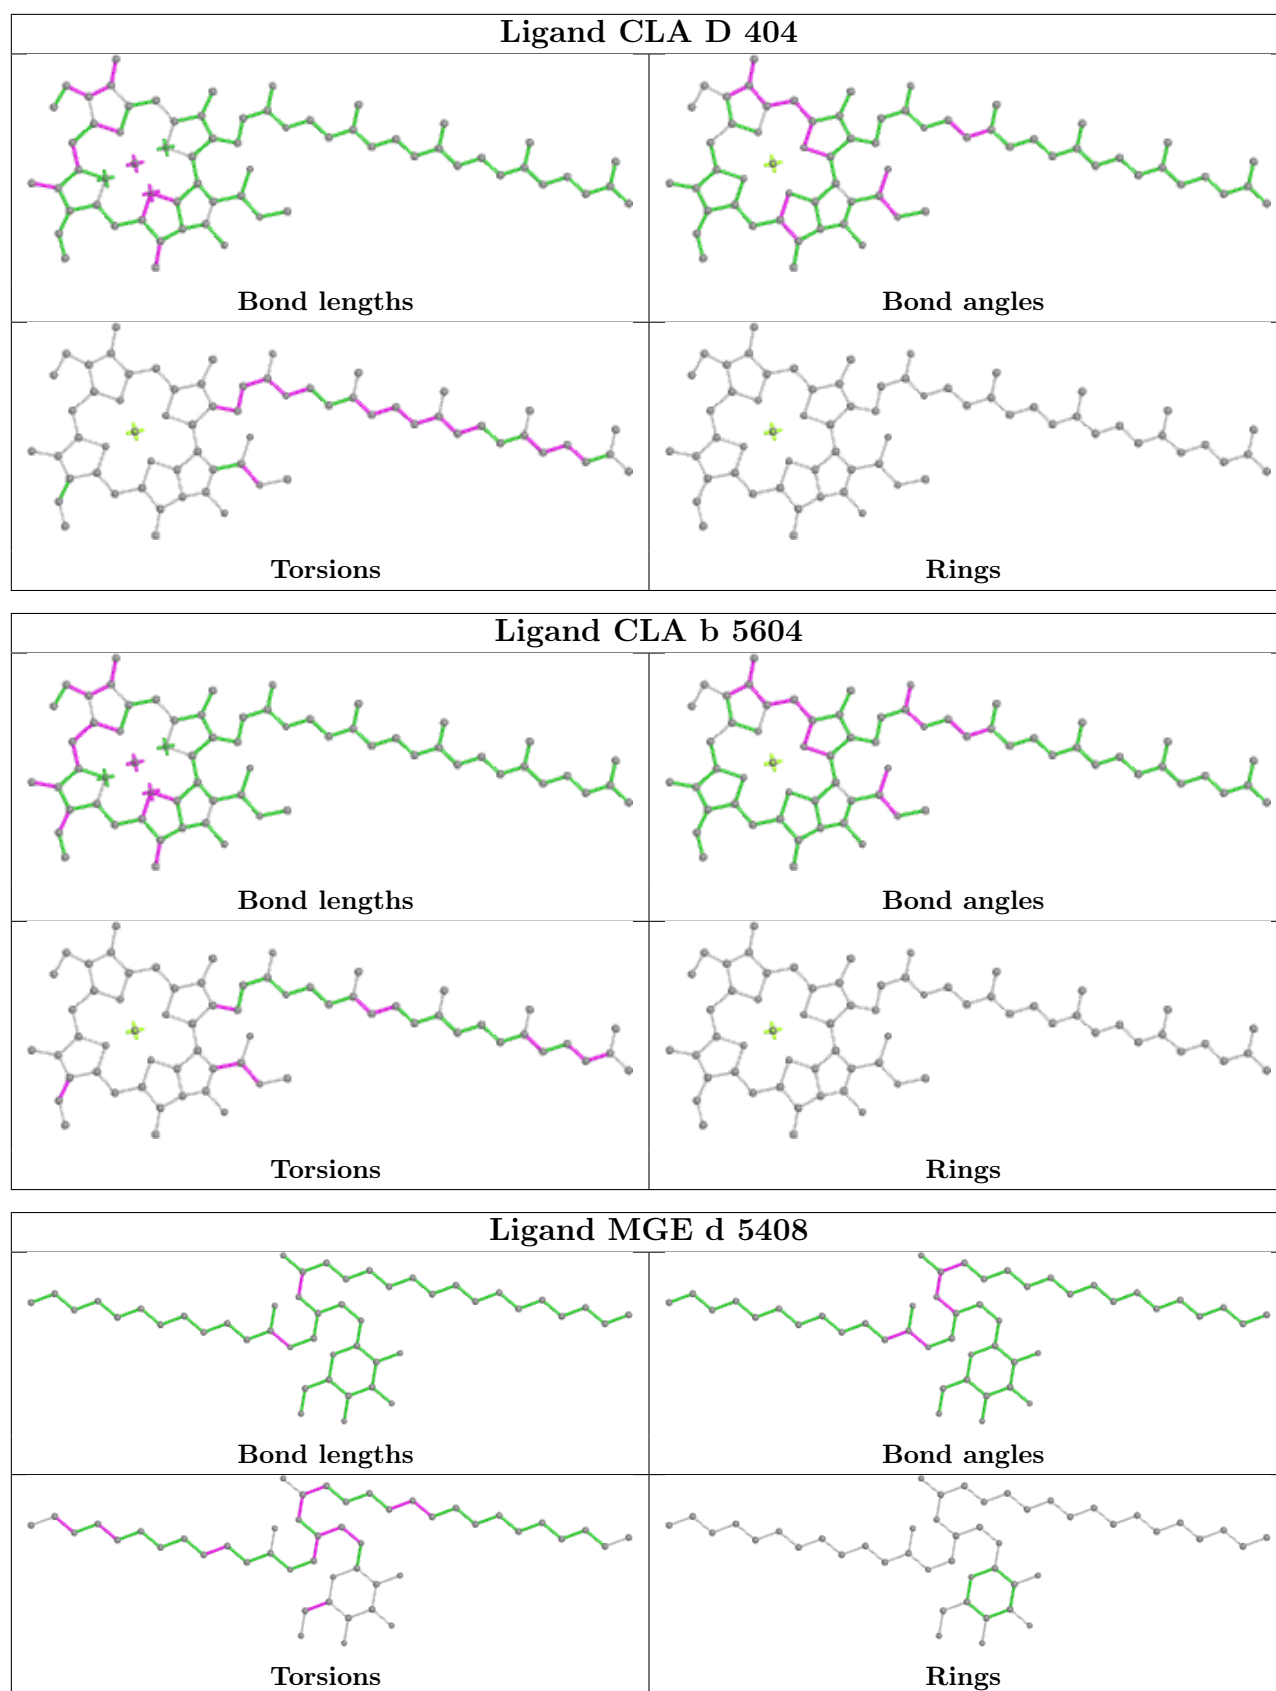 Ligand CLA D 404
Bond lengths
Bond angles
Torsions
Rings
Ligand CLA b 5604
Bond lengths
Bond angles
Torsions
Rings
Ligand MGE d 5408
Bond lengths
Bond angles
Torsions
Rings